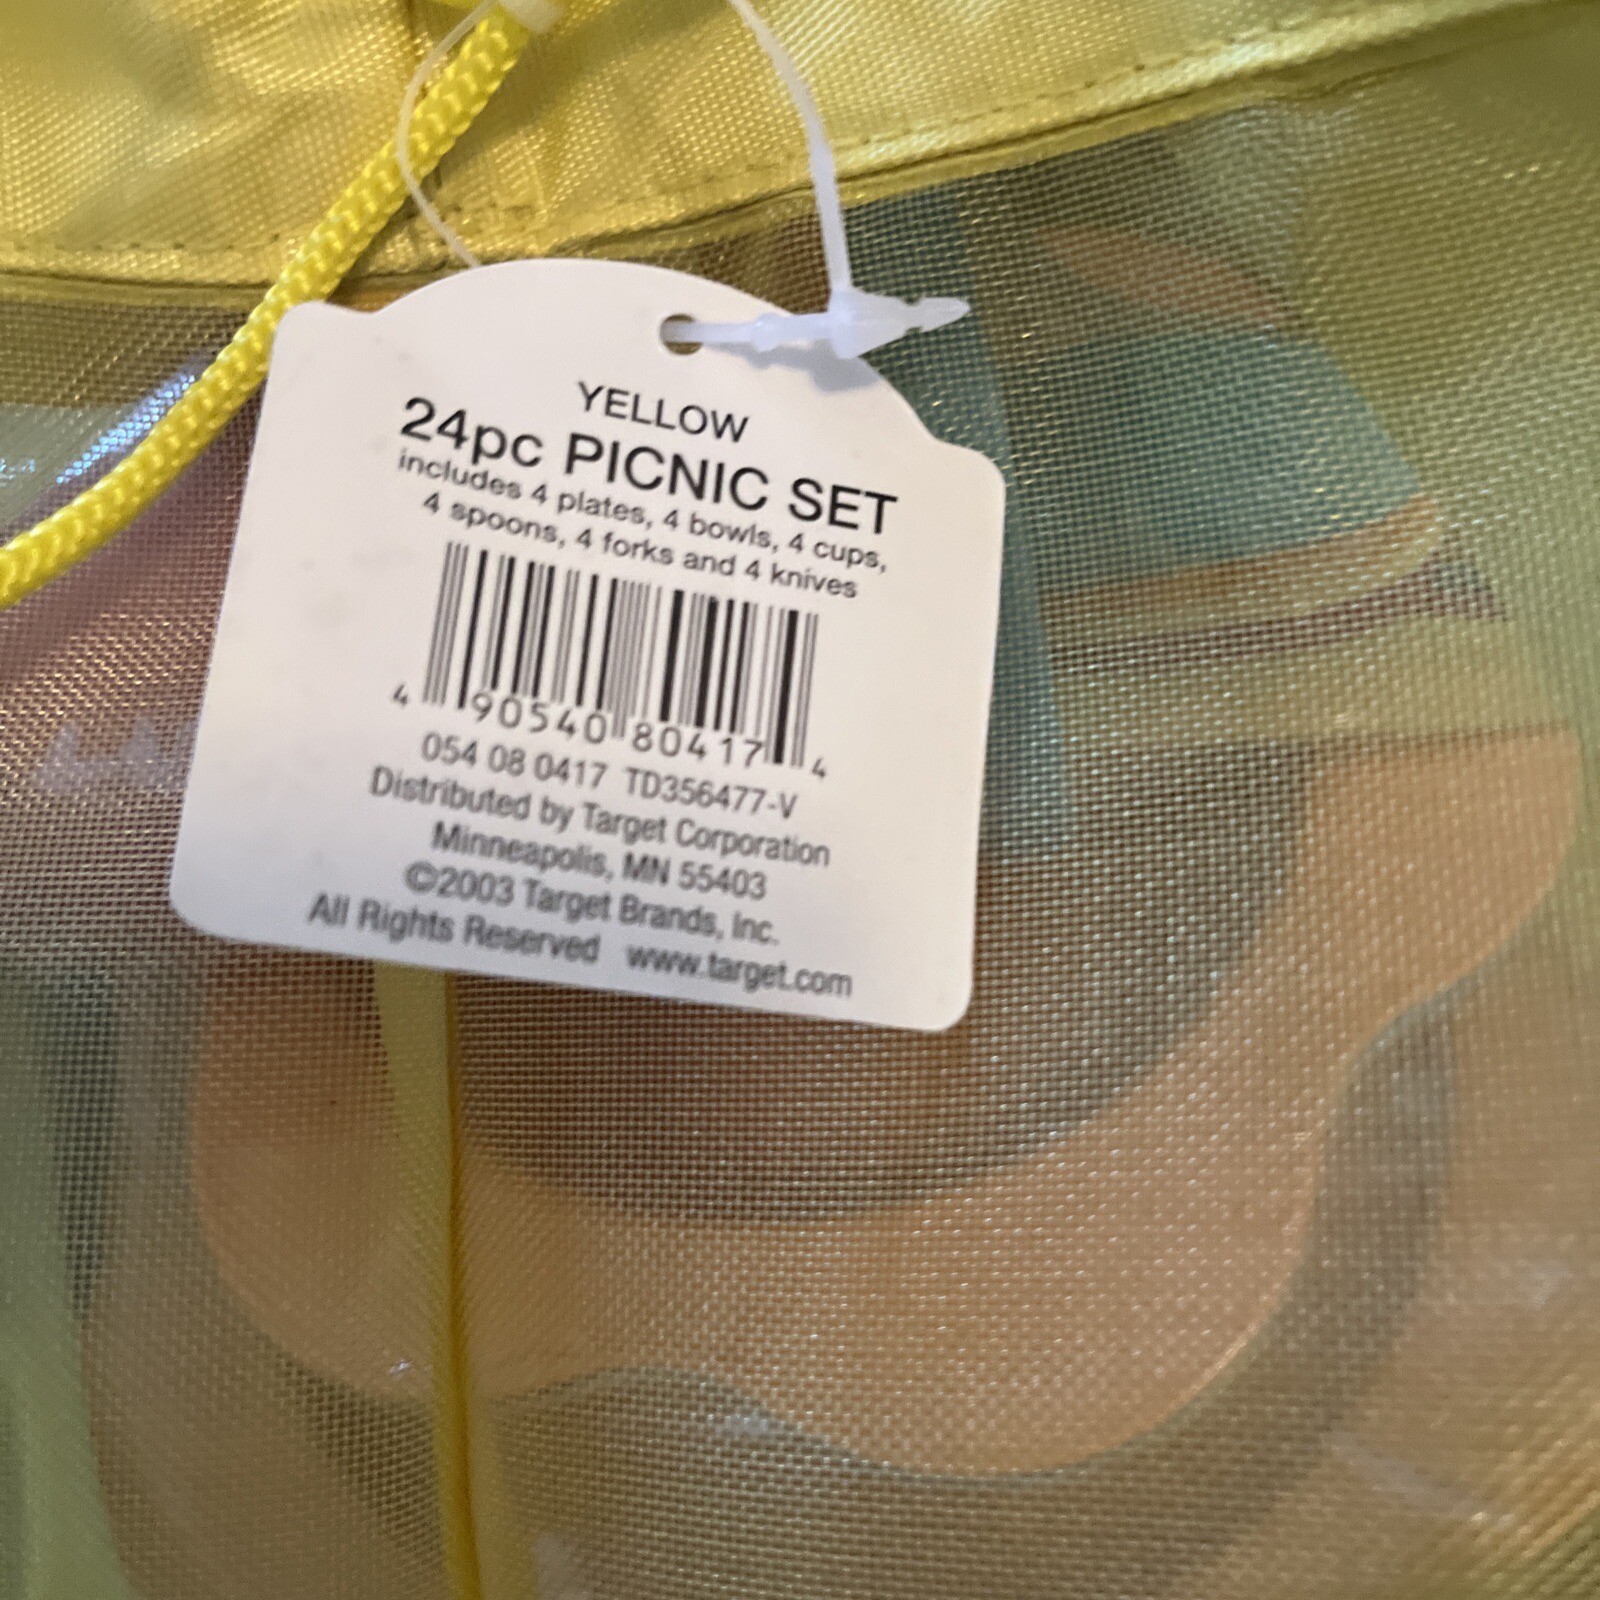 YELLOW
24pc PICNIC SET
includes 4 plates, 4 bowls, 4 cups,
4 spoons, 4 forks and 4 knives
4 90540 80417 4
054 08 0417 TD356477-V
Distributed by Target Corporation
Minneapolis, MN 55403
©2003 Target Brands, Inc.
All Rights Reserved www.target.com